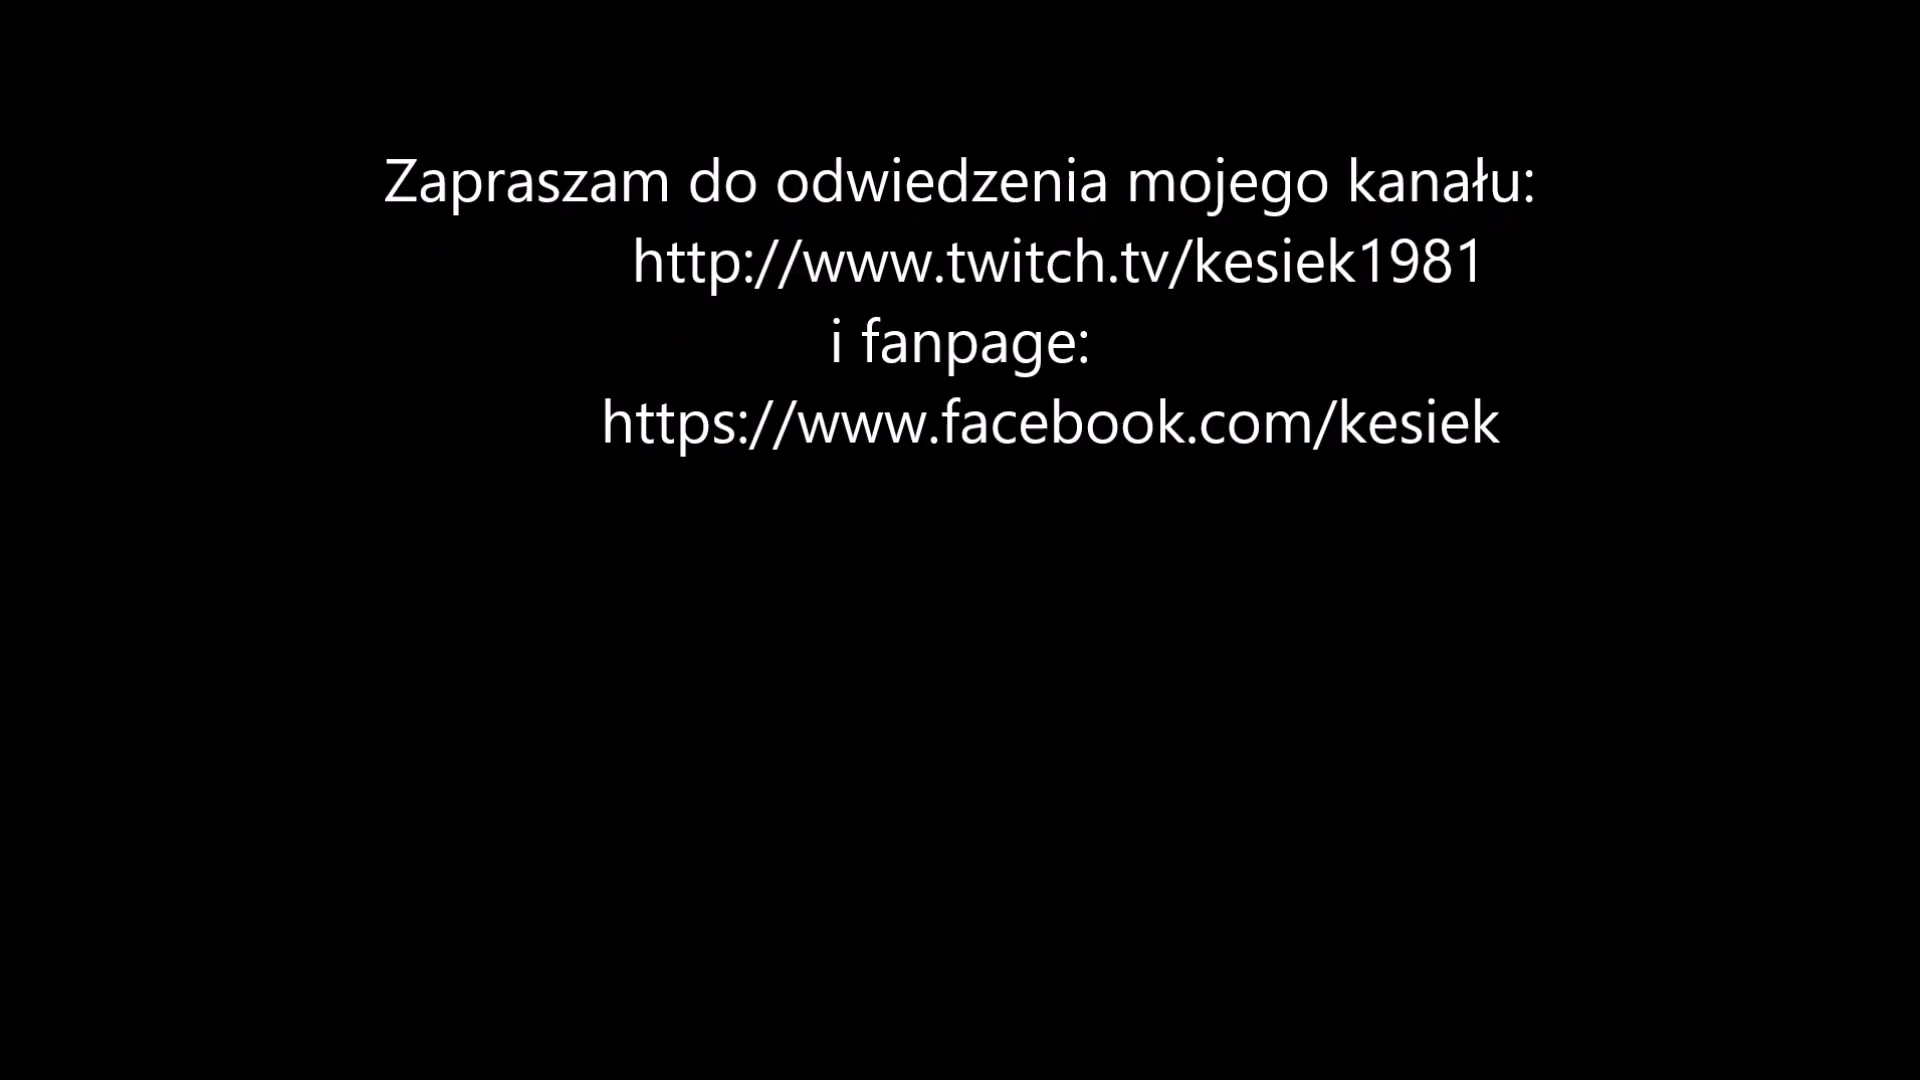 Zapraszam do odwiedzenia mojego kanału:
http://www.twitch.tv/kesiek1981
i fanpage:
https://www.facebook.com/kesiek